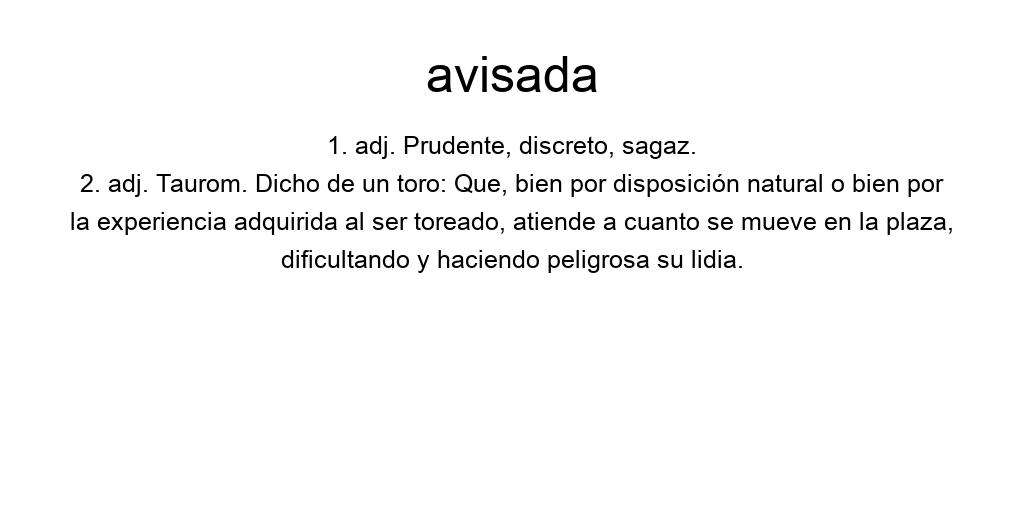 avisada
1. adj. Prudente, discreto, sagaz.
2. adj. Taurom. Dicho de un toro: Que, bien por disposición natural o bien por
la experiencia adquirida al ser toreado, atiende a cuanto se mueve en la plaza,
dificultando y haciendo peligrosa su lidia.